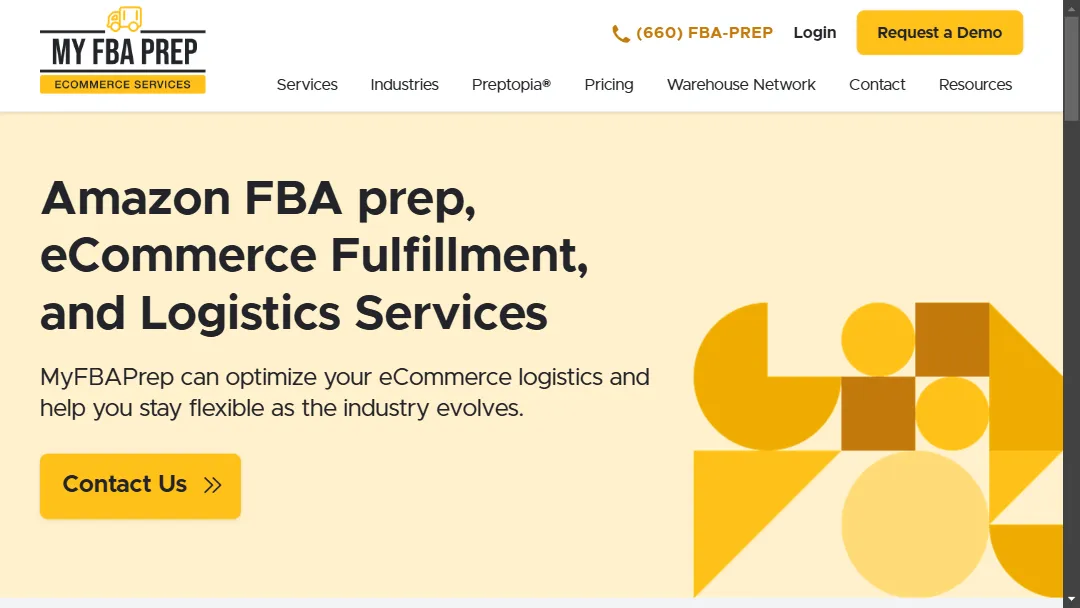 MY FBA PREP
ECOMMERCE SERVICES
(660) FBA-PREP
Login
Request a Demo
Services
Industries
Preptopia®
Pricing
Warehouse Network
Contact
Resources
Amazon FBA prep,
eCommerce Fulfillment,
and Logistics Services
MyFBAPrep can optimize your eCommerce logistics and
help you stay flexible as the industry evolves.
Contact Us